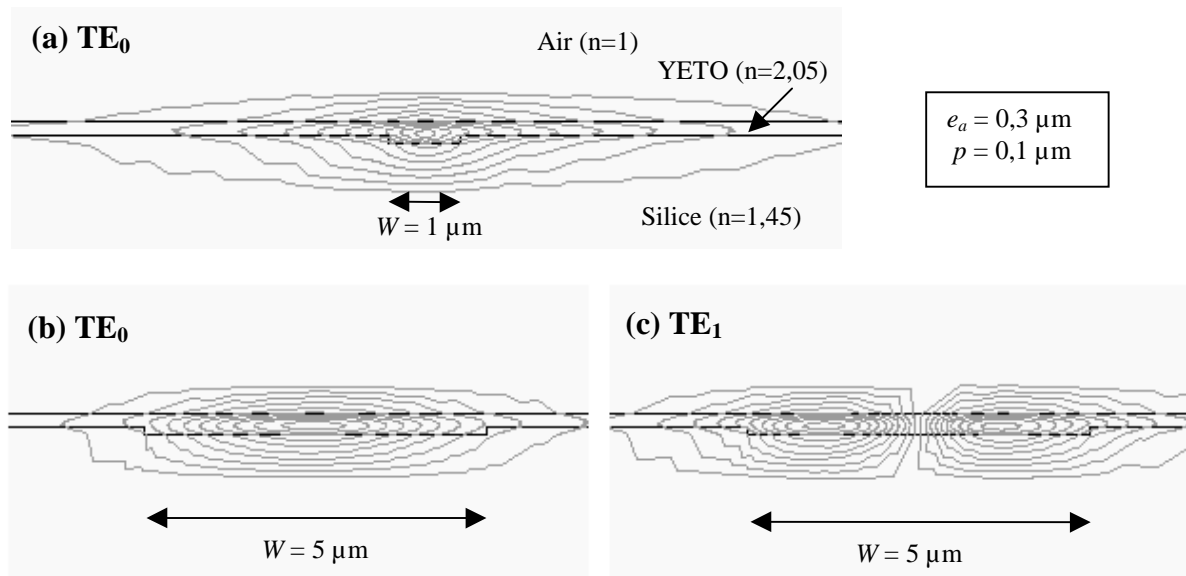 (a) TE₀
Air (n=1)
YETO (n=2,05)
eₐ = 0,3 µm
p = 0,1 µm
W = 1 µm
Silice (n=1,45)
(b) TE₀
(c) TE₁
W = 5 µm
W = 5 µm